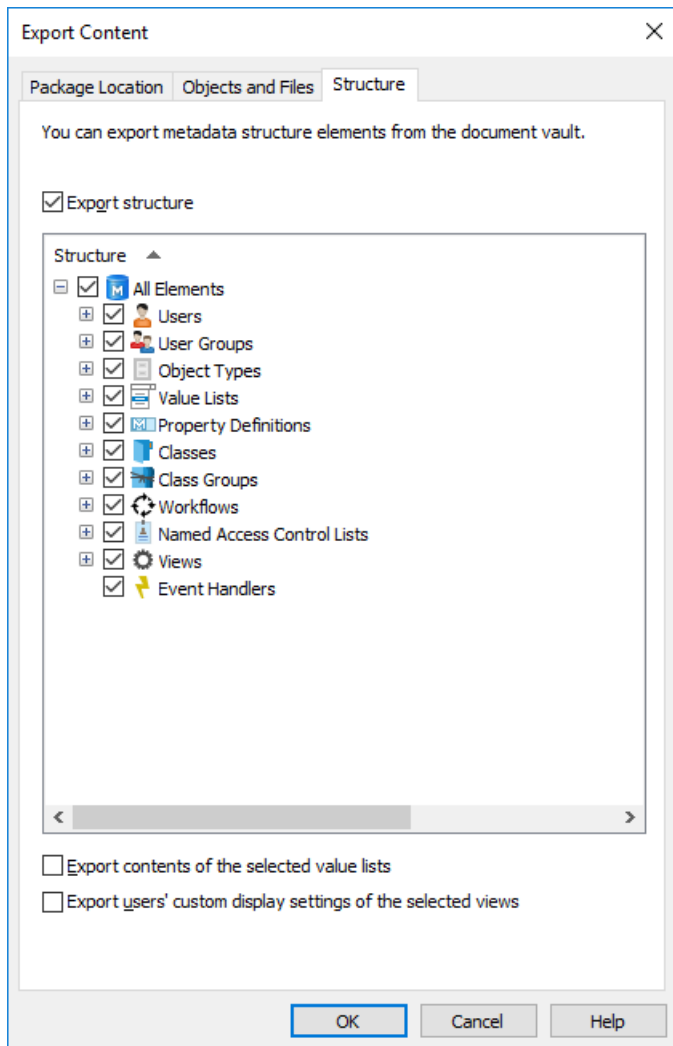 Export Content
Package Location Objects and Files Structure
You can export metadata structure elements from the document vault.
Export structure
Structure
All Elements
Users
User Groups
Object Types
Value Lists
Property Definitions
Classes
Class Groups
Workflows
Named Access Control Lists
Views
Event Handlers
Export contents of the selected value lists
Export users' custom display settings of the selected views
OK Cancel Help